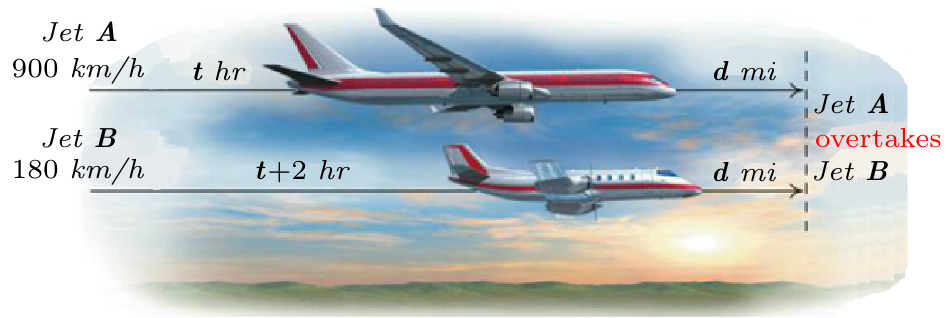 Jet A
900 km/h
t hr
d mi
Jet A
overtakes
Jet B
Jet B
180 km/h
t+2 hr
d mi